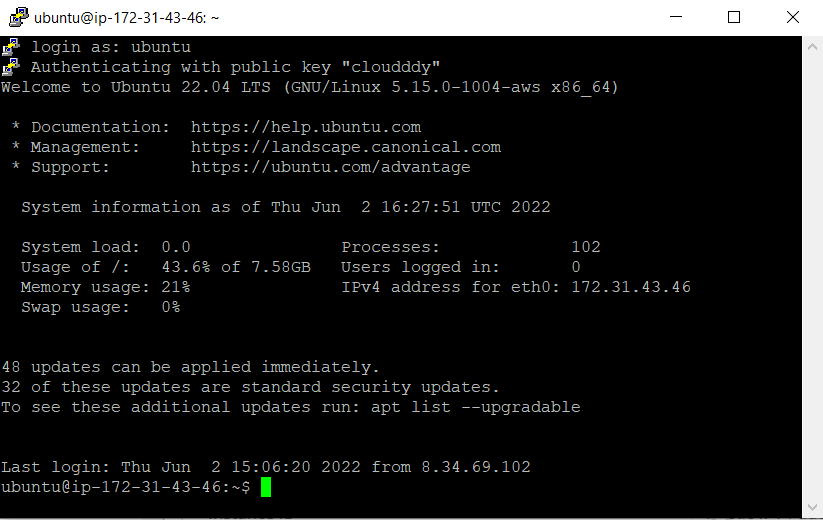 ubuntu@ip-172-31-43-46: ~
login as: ubuntu
Authenticating with public key "cloudddy"
Welcome to Ubuntu 22.04 LTS (GNU/Linux 5.15.0-1004-aws x86_64)
* Documentation:  https://help.ubuntu.com
* Management:     https://landscape.canonical.com
* Support:        https://ubuntu.com/advantage
System information as of Thu Jun  2 16:27:51 UTC 2022
System load:  0.0               Processes:             102
Usage of /:   43.6% of 7.58GB   Users logged in:       0
Memory usage: 21%               IPv4 address for eth0: 172.31.43.46
Swap usage:   0%
48 updates can be applied immediately.
32 of these updates are standard security updates.
To see these additional updates run: apt list --upgradable
Last login: Thu Jun  2 15:06:20 2022 from 8.34.69.102
ubuntu@ip-172-31-43-46:~$